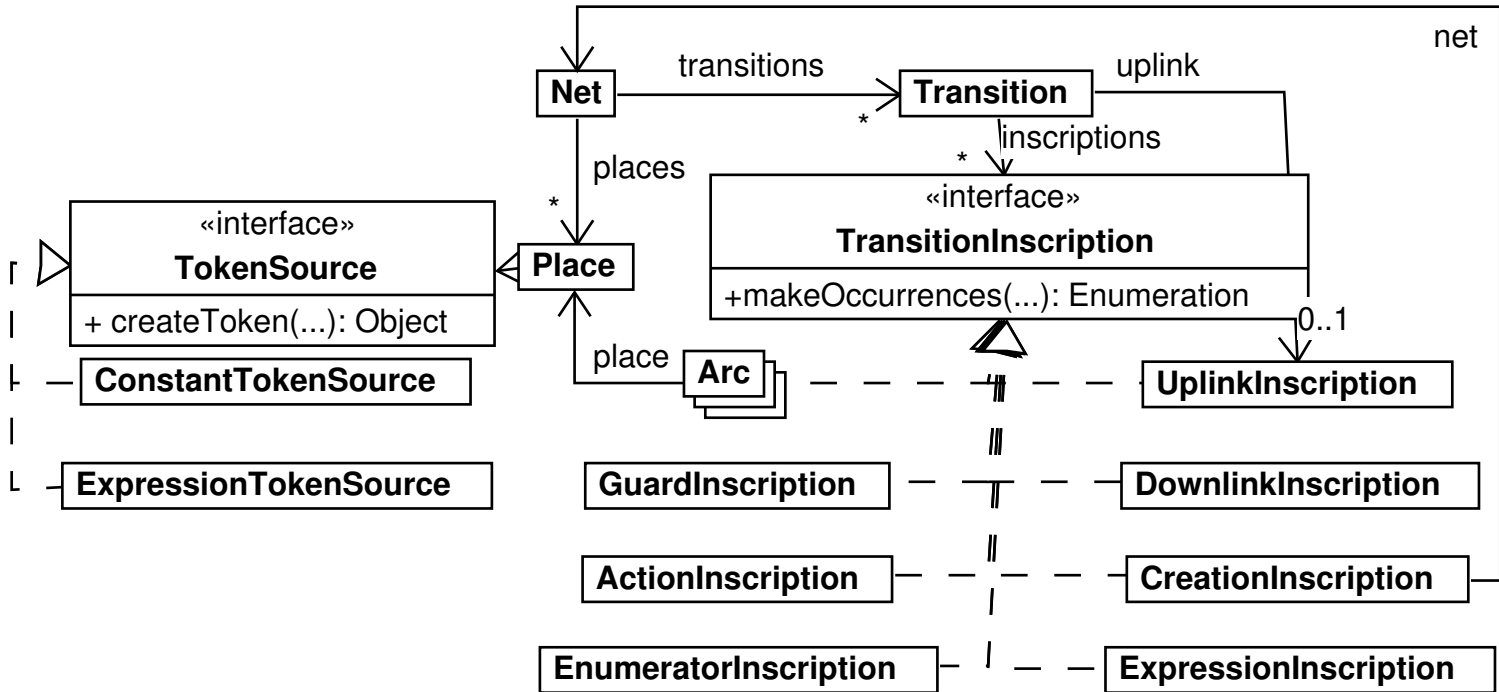 net
transitions
uplink
Net
Transition
*
inscriptions
*
places
*
«interface»
TransitionInscription
+makeOccurrences(...): Enumeration
«interface»
TokenSource
+ createToken(...): Object
Place
0..1
place
Arc
ConstantTokenSource
UplinkInscription
ExpressionTokenSource
GuardInscription
DownlinkInscription
ActionInscription
CreationInscription
EnumeratorInscription
ExpressionInscription